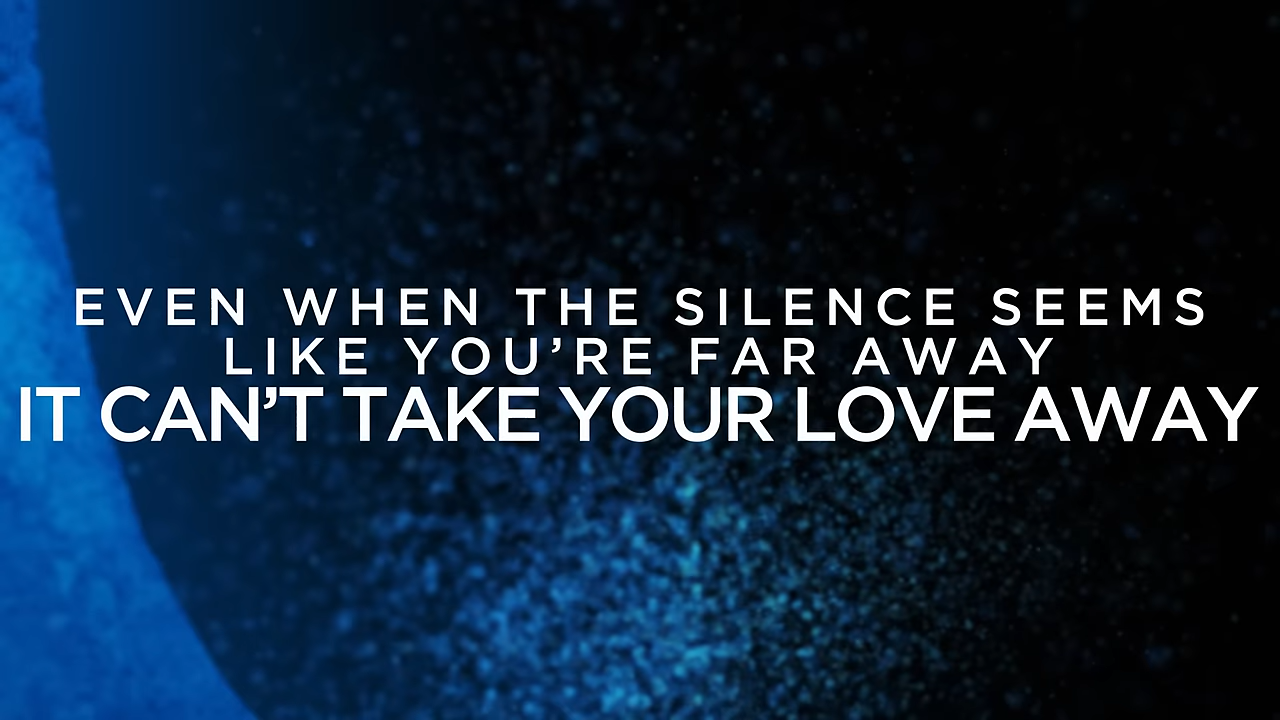 EVEN WHEN THE SILENCE SEEMS
LIKE YOU’RE FAR AWAY
IT CAN’T TAKE YOUR LOVE AWAY